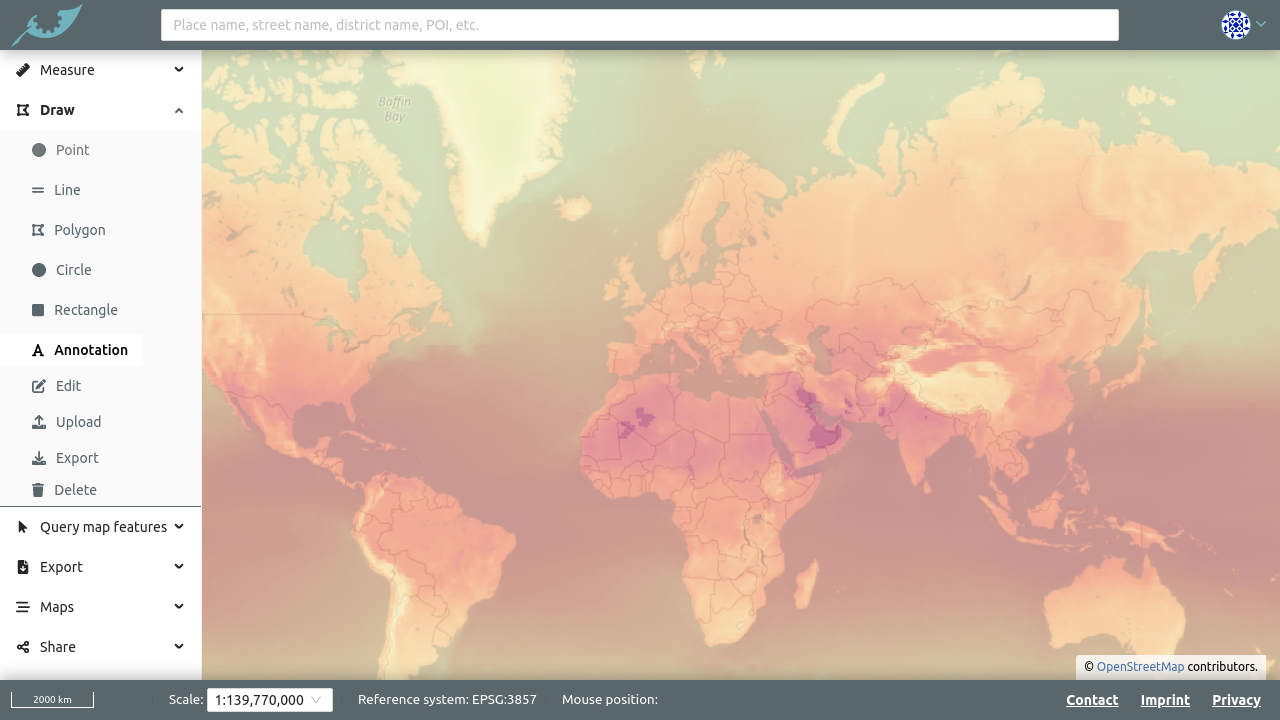 Place name, street name, district name, POI, etc.
Measure
Draw
Point
Line
Polygon
Circle
Rectangle
Annotation
Edit
Upload
Export
Delete
Query map features
Export
Maps
Share
Baffin
Bay
© OpenStreetMap contributors.
2000 km
Scale: 1:139,770,000
Reference system: EPSG:3857
Mouse position:
Contact
Imprint
Privacy